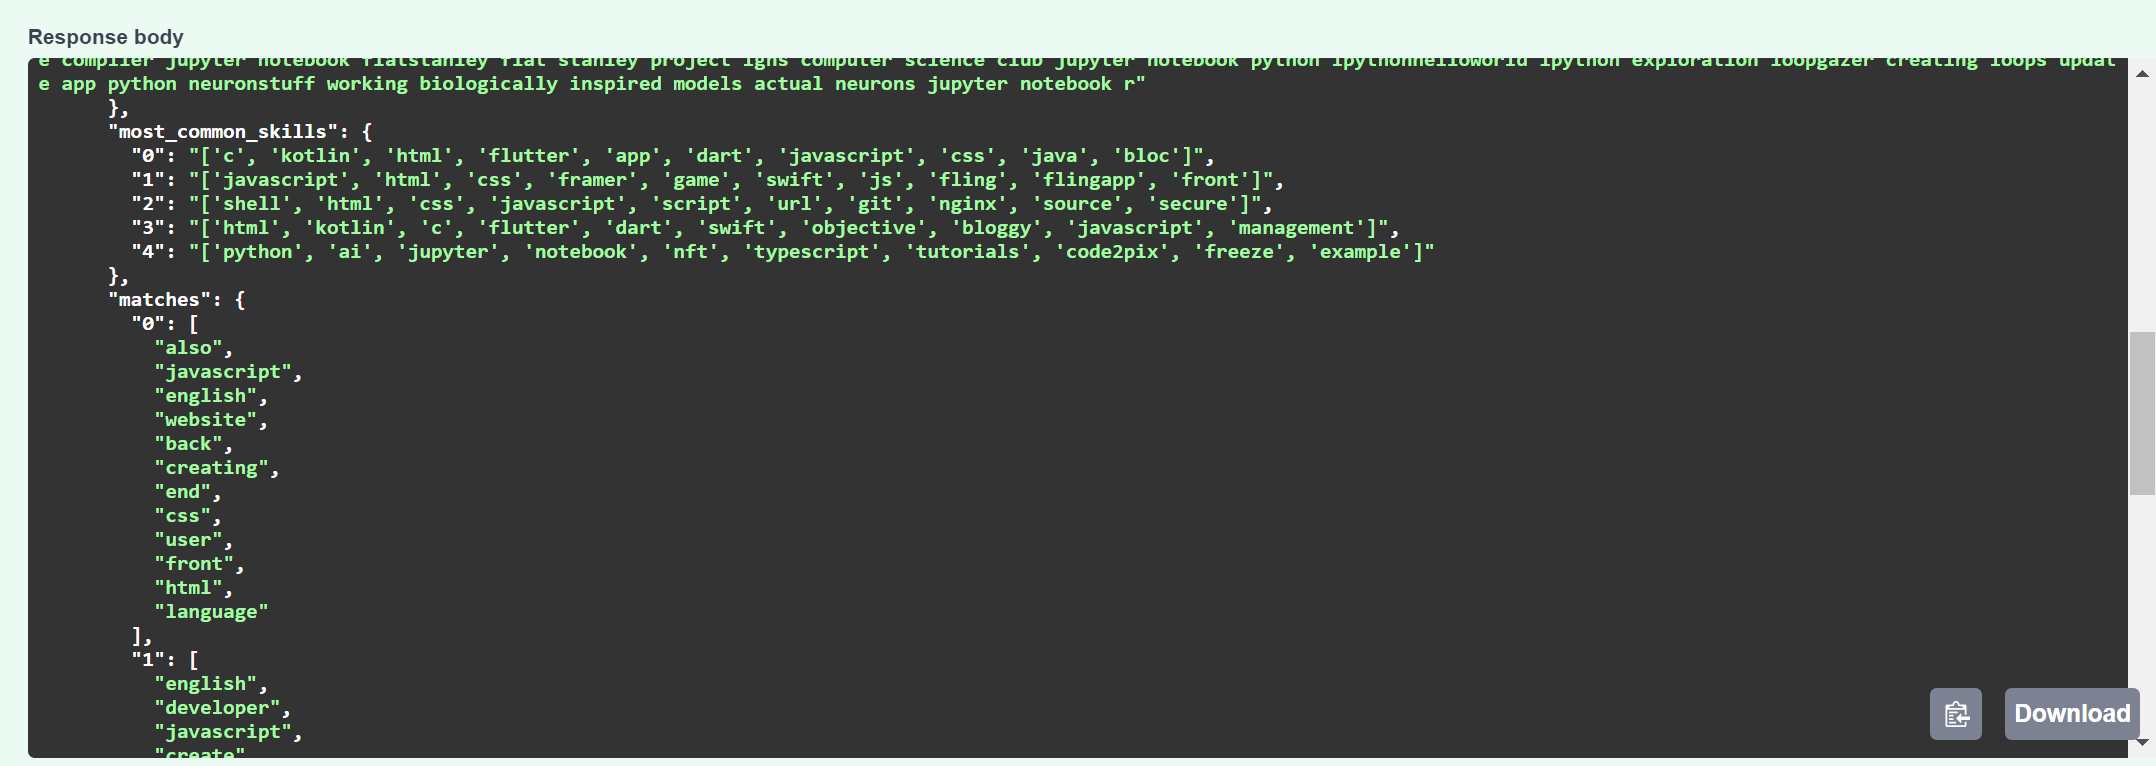 Response body
e compiler jupyter notebook flatstanley flat stanley project ighs computer science club jupyter notebook python ipythonhelloworld ipython exploration loopgazer creating loops updat
e app python neuronstuff working biologically inspired models actual neurons jupyter notebook r"
},
"most_common_skills": {
"0": "['c', 'kotlin', 'html', 'flutter', 'app', 'dart', 'javascript', 'css', 'java', 'bloc']",
"1": "['javascript', 'html', 'css', 'framer', 'game', 'swift', 'js', 'fling', 'flingapp', 'front']",
"2": "['shell', 'html', 'css', 'javascript', 'script', 'url', 'git', 'nginx', 'source', 'secure']",
"3": "['html', 'kotlin', 'c', 'flutter', 'dart', 'swift', 'objective', 'bloggy', 'javascript', 'management']",
"4": "['python', 'ai', 'jupyter', 'notebook', 'nft', 'typescript', 'tutorials', 'code2pix', 'freeze', 'example']"
},
"matches": {
"0": [
"also",
"javascript",
"english",
"website",
"back",
"creating",
"end",
"css",
"user",
"front",
"html",
"language"
],
"1": [
"english",
"developer",
"javascript",
"create"
Download